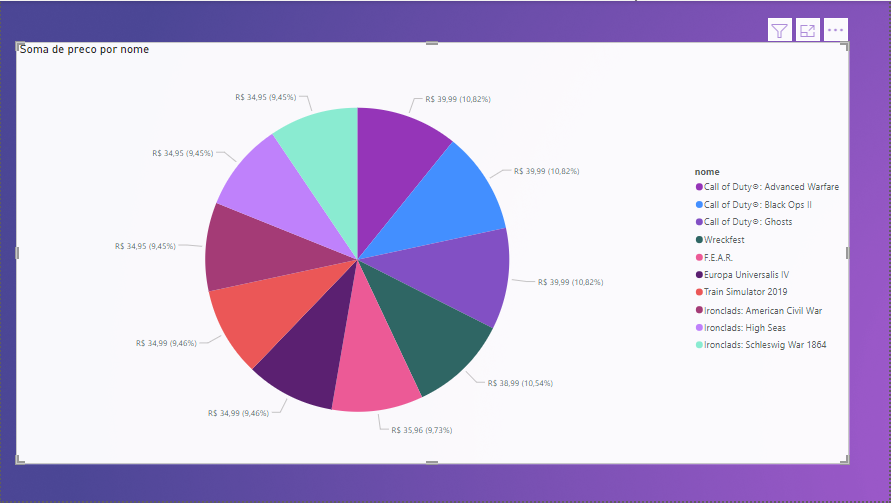 Soma de preco por nome
R$ 34,95 (9,45%)
R$ 39,99 (10,82%)
R$ 34,95 (9,45%)
R$ 39,99 (10,82%)
R$ 34,95 (9,45%)
R$ 39,99 (10,82%)
R$ 34,99 (9,46%)
R$ 38,99 (10,54%)
R$ 34,99 (9,46%)
R$ 35,96 (9,73%)
nome
Call of Duty®: Advanced Warfare
Call of Duty®: Black Ops II
Call of Duty®: Ghosts
Wreckfest
F.E.A.R.
Europa Universalis IV
Train Simulator 2019
Ironclads: American Civil War
Ironclads: High Seas
Ironclads: Schleswig War 1864